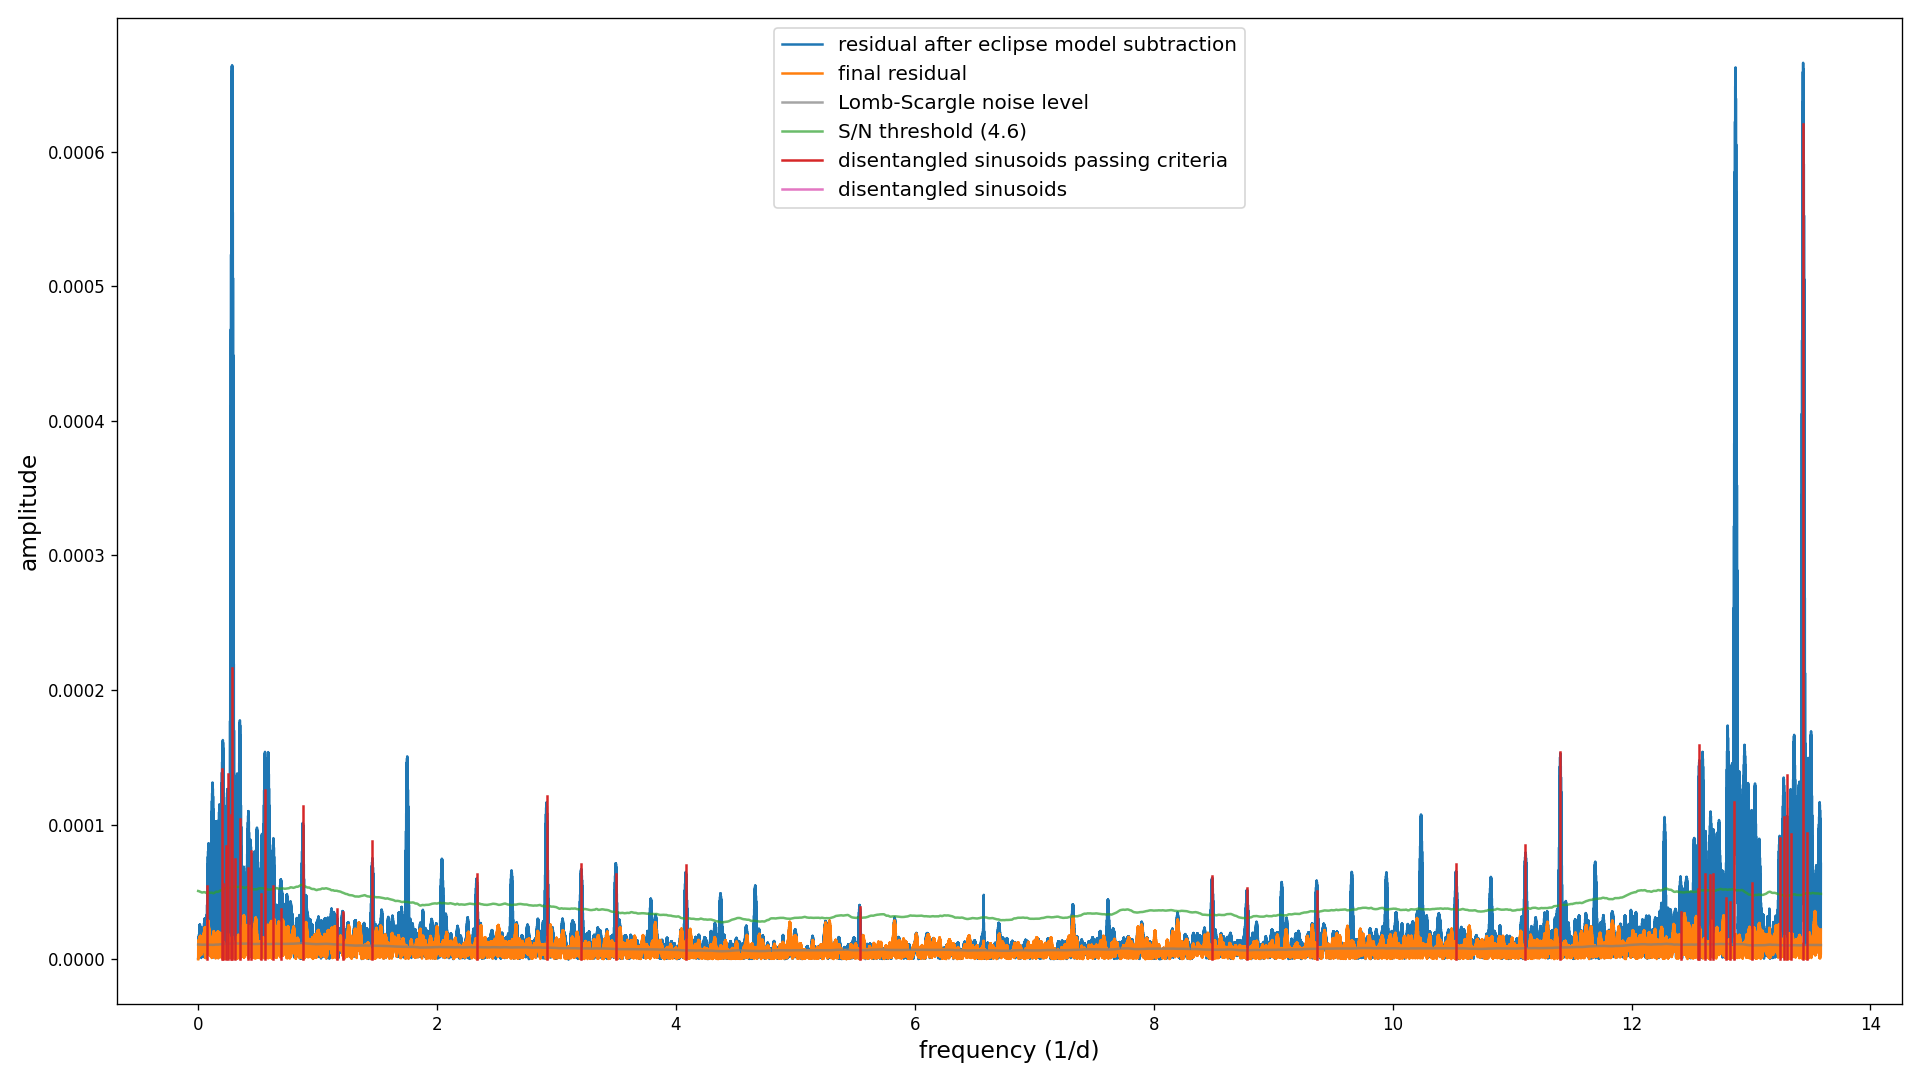 residual after eclipse model subtraction
final residual
Lomb-Scargle noise level
S/N threshold (4.6)
disentangled sinusoids passing criteria
disentangled sinusoids
amplitude
0.0006
0.0005
0.0004
0.0003
0.0002
0.0001
0.0000
0 2 4 6 8 10 12 14
frequency (1/d)